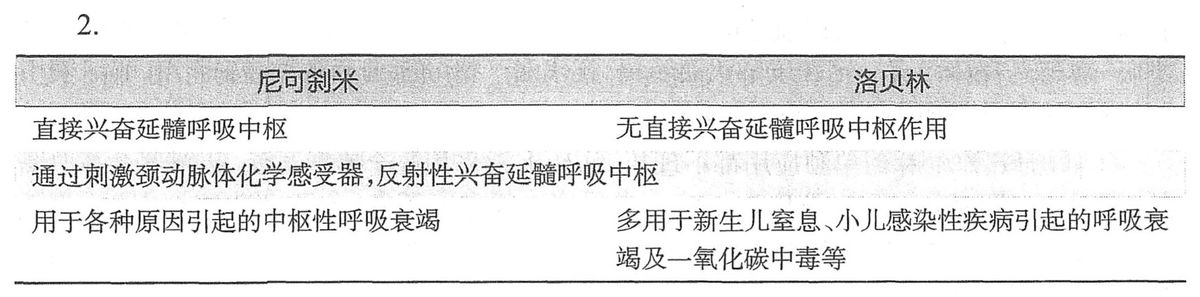 2.
尼可刹米 洛贝林
直接兴奋延髓呼吸中枢 无直接兴奋延髓呼吸中枢作用
通过刺激颈动脉体化学感受器,反射性兴奋延髓呼吸中枢
用于各种原因引起的中枢性呼吸衰竭 多用于新生儿窒息、小儿感染性疾病引起的呼吸衰
竭及一氧化碳中毒等